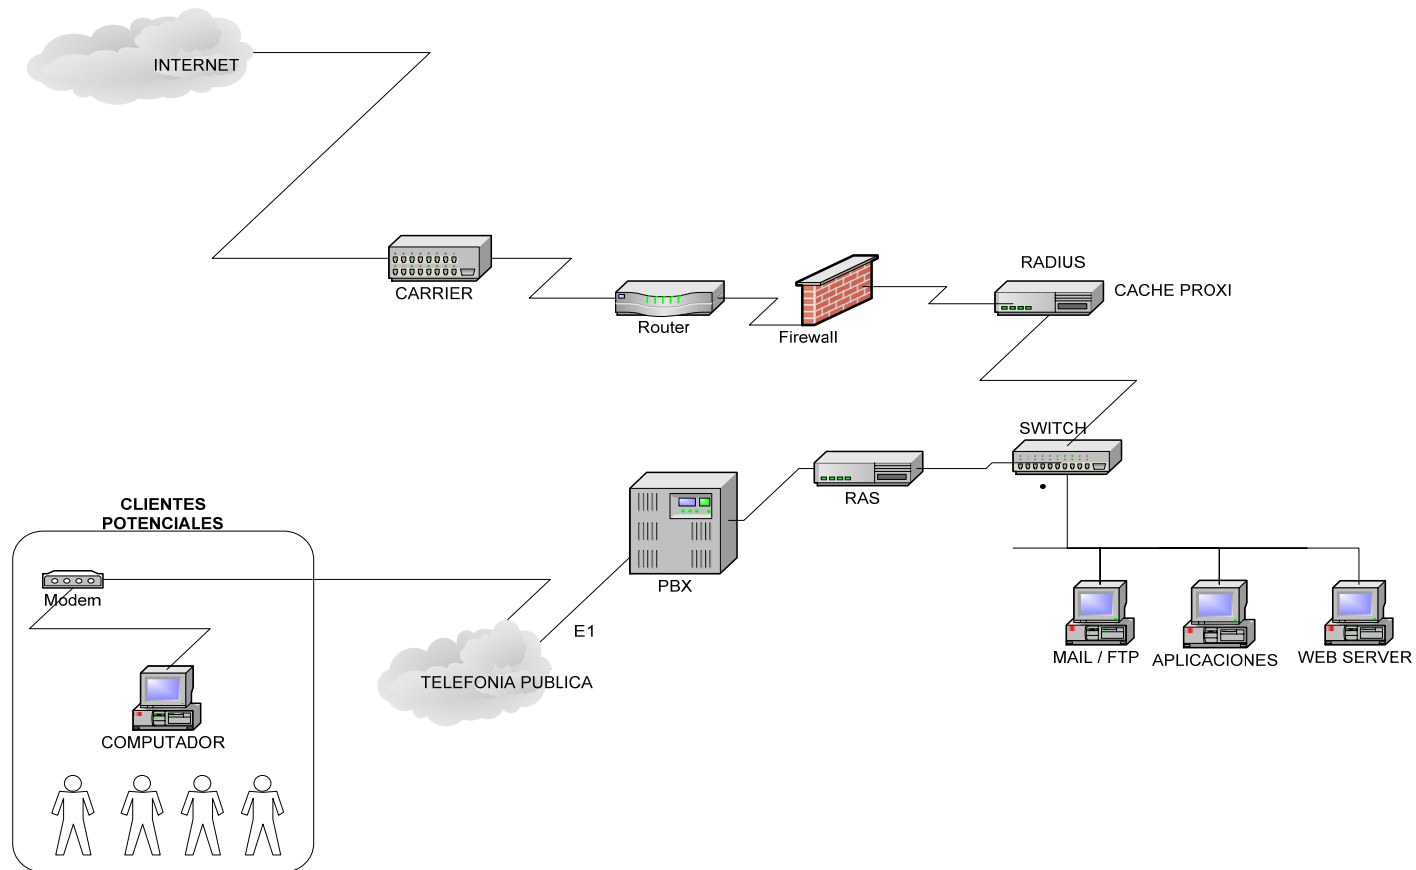 INTERNET
CARRIER
Router
Firewall
RADIUS
CACHE PROXI
SWITCH
RAS
PBX
E1
TELEFONIA PUBLICA
CLIENTES
POTENCIALES
Modem
COMPUTADOR
MAIL / FTP
APLICACIONES
WEB SERVER